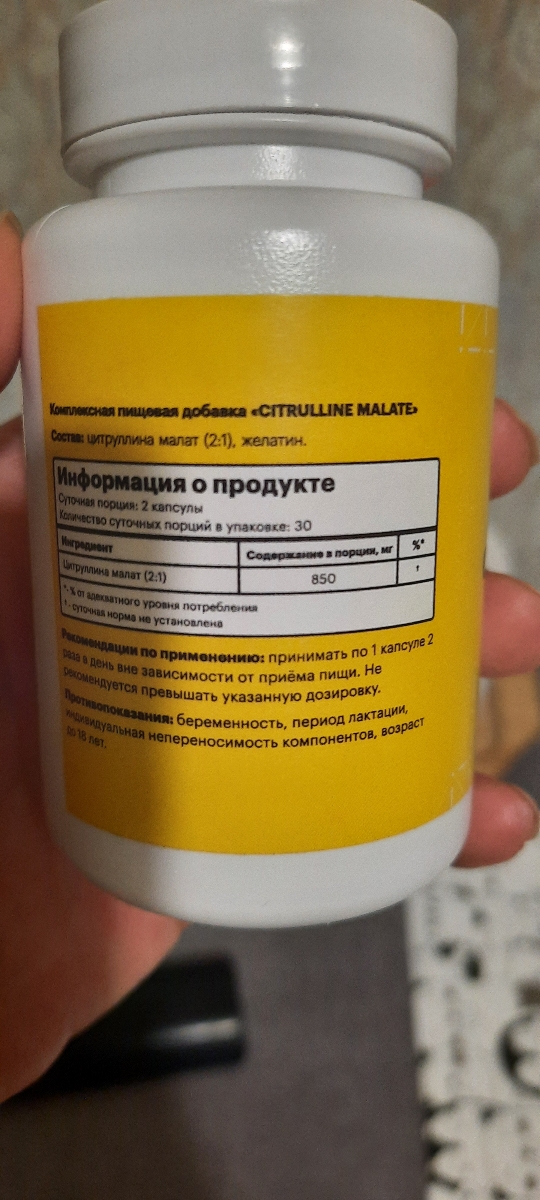 Комплексная пищевая добавка «CITRULLINE MALATE»
Состав: цитруллина малат (2:1), желатин.
Информация о продукте
Суточная порция: 2 капсулы
Количество суточных порций в упаковке: 30
Ингредиент Содержание в порции, мг %*
Цитруллина малат (2:1) 850 †
*- % от адекватного уровня потребления
† - суточная норма не установлена
Рекомендации по применению: принимать по 1 капсуле 2
раза в день вне зависимости от приёма пищи. Не
рекомендуется превышать указанную дозировку.
Противопоказания: беременность, период лактации,
индивидуальная непереносимость компонентов, возраст
до 18 лет.